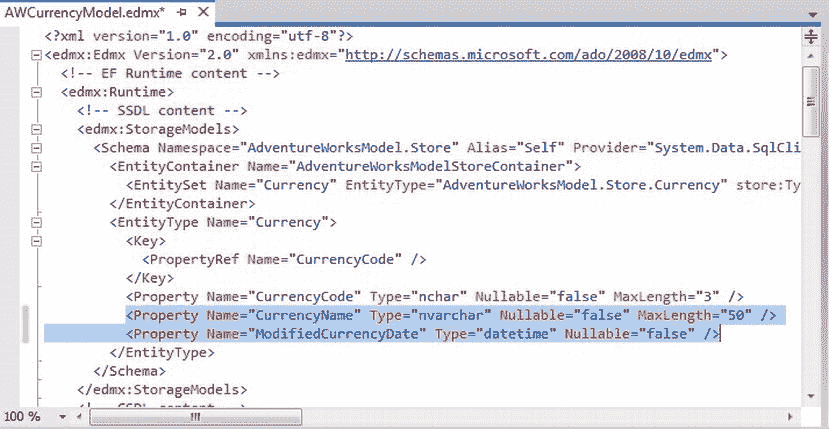 AWCurrencyModel.edmx*
<?xml version="1.0" encoding="utf-8"?>
<edmx:Edmx Version="2.0" xmlns:edmx="http://schemas.microsoft.com/ado/2008/10/edmx">
<!-- EF Runtime content -->
<edmx:Runtime>
<!-- SSDL content -->
<edmx:StorageModels>
<Schema Namespace="AdventureWorksModel.Store" Alias="Self" Provider="System.Data.SqlCli
<EntityContainer Name="AdventureWorksModelStoreContainer">
<EntitySet Name="Currency" EntityType="AdventureWorksModel.Store.Currency" store:Ty
</EntityContainer>
<EntityType Name="Currency">
<Key>
<PropertyRef Name="CurrencyCode" />
</Key>
<Property Name="CurrencyCode" Type="nchar" Nullable="false" MaxLength="3" />
<Property Name="CurrencyName" Type="nvarchar" Nullable="false" MaxLength="50" />
<Property Name="ModifiedCurrencyDate" Type="datetime" Nullable="false" />
</EntityType>
</Schema>
</edmx:StorageModels>
100 %